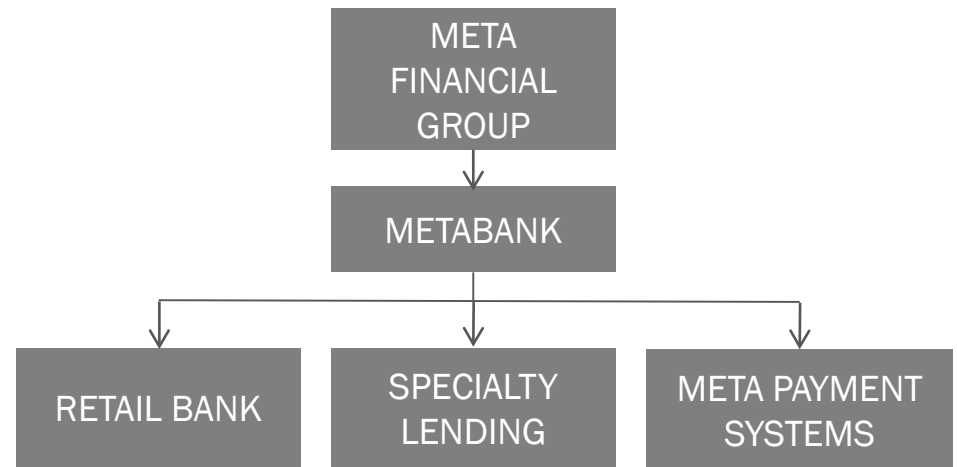 META
FINANCIAL
GROUP
METABANK
RETAIL BANK
SPECIALTY
LENDING
META PAYMENT
SYSTEMS